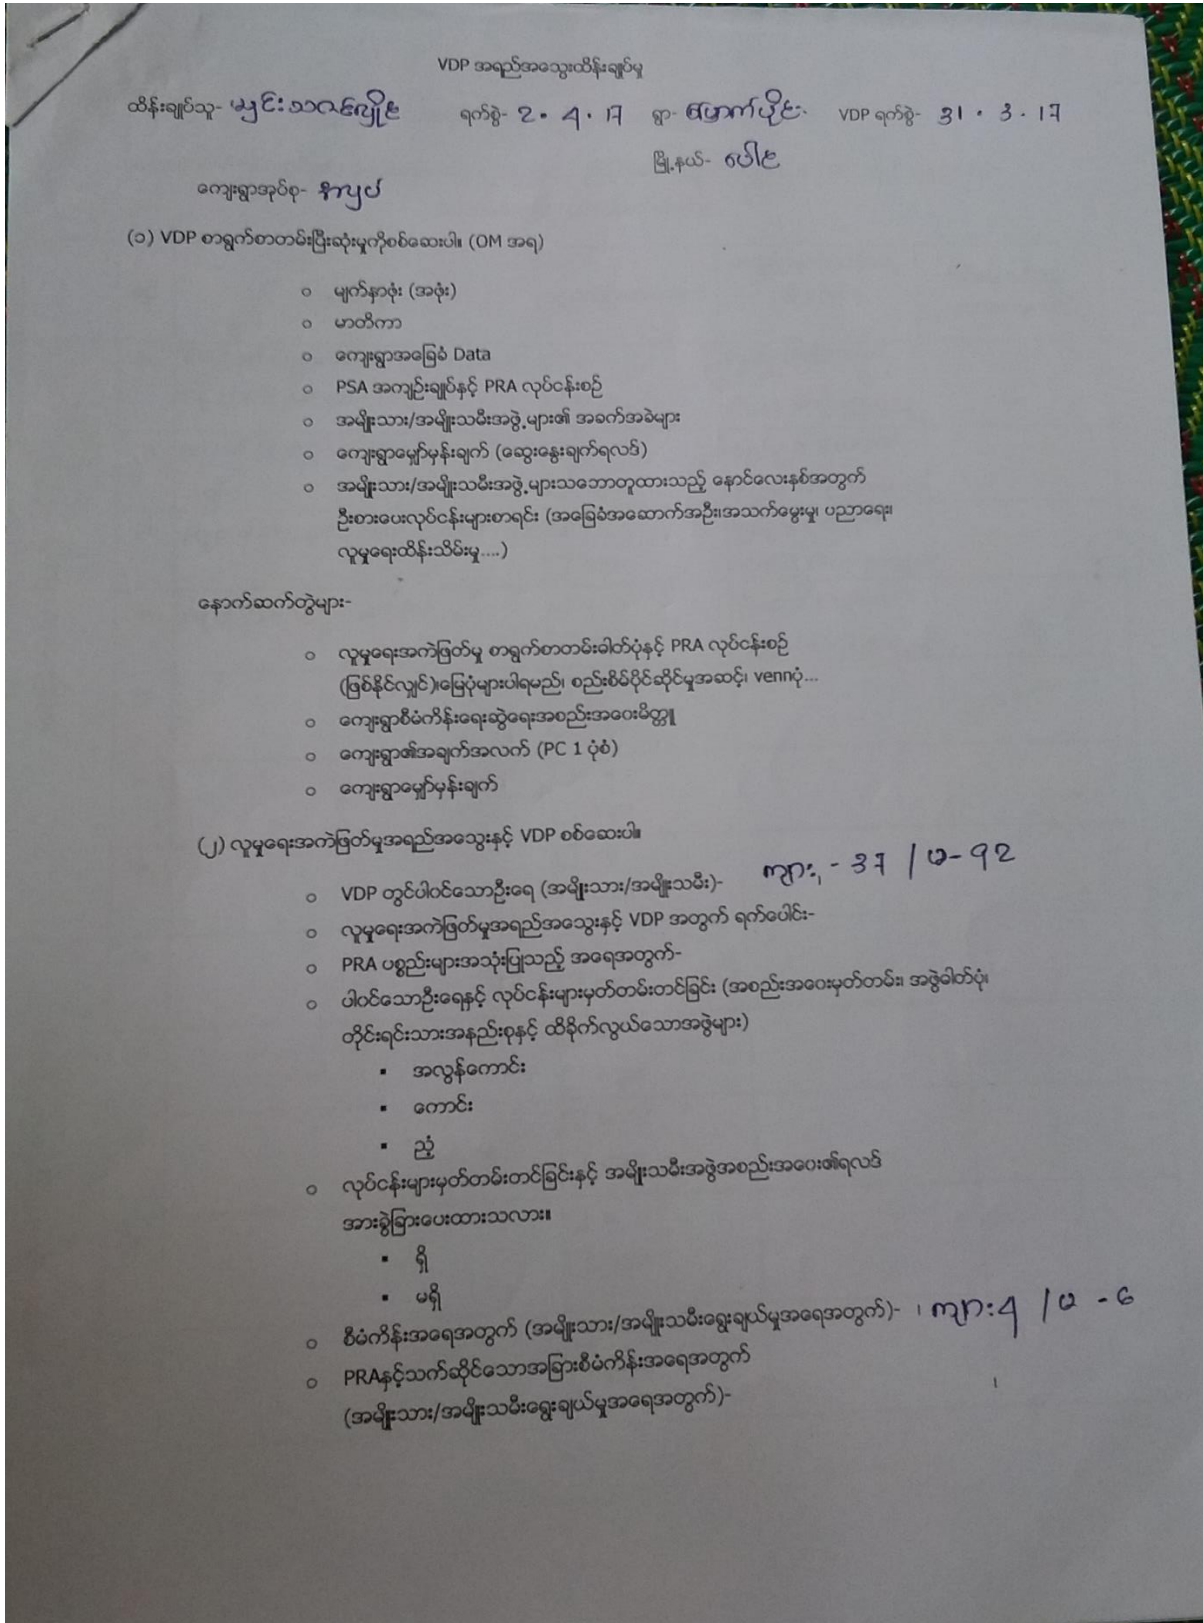 VDP အရည်အသွေးထိန်းချုပ်မှု
ထိန်းချုပ်သူ- ရက်စွဲ- 2 . 4 . 17 ရွာ- မြောက်ပိုင်း VDP ရက်စွဲ- 31 . 3 . 17
မြို့နယ်- ပေါင်
ကျေးရွာအုပ်စု-
(၁) VDP စာရွက်စာတမ်းပြီးဆုံးမှုကိုစစ်ဆေးပါ။ (OM အရ)
o မျက်နှာဖုံး (အဖုံး)
o မာတိကာ
o ကျေးရွာအခြေခံ Data
o PSA အကျဉ်းချုပ်နှင့် PRA လုပ်ငန်းစဉ်
o အမျိုးသား/အမျိုးသမီးအဖွဲ့များ၏ အခက်အခဲများ
o ကျေးရွာမျှော်မှန်းချက် (ဆွေးနွေးချက်ရလဒ်)
o အမျိုးသား/အမျိုးသမီးအဖွဲ့များသဘောတူထားသည့် နောင်လေးနှစ်အတွက်
ဦးစားပေးလုပ်ငန်းများစာရင်း (အခြေခံအဆောက်အဦး၊အသက်မွေးမှု၊ ပညာရေး၊
လူမှုရေးထိန်းသိမ်းမှု....)
နောက်ဆက်တွဲများ-
o လူမှုရေးအကဲဖြတ်မှု စာရွက်စာတမ်းဓါတ်ပုံနှင့် PRA လုပ်ငန်းစဉ်
(ဖြစ်နိုင်လျှင်)၊မြေပုံများပါရမည်၊ စည်းစိမ်ပိုင်ဆိုင်မှုအဆင့်၊ vennပုံ...
o ကျေးရွာစီမံကိန်းရေးဆွဲရေးအစည်းအဝေးမိတ္တူ
o ကျေးရွာ၏အချက်အလက် (PC 1 ပုံစံ)
o ကျေးရွာမျှော်မှန်းချက်
(၂) လူမှုရေးအကဲဖြတ်မှုအရည်အသွေးနှင့် VDP စစ်ဆေးပါ။
o VDP တွင်ပါဝင်သောဦးရေ (အမျိုးသား/အမျိုးသမီး)- ကျား - 37 / မ - 92
o လူမှုရေးအကဲဖြတ်မှုအရည်အသွေးနှင့် VDP အတွက် ရက်ပေါင်း-
o PRA ပစ္စည်းများအသုံးပြုသည့် အရေအတွက်-
o ပါဝင်သောဦးရေနှင့် လုပ်ငန်းများမှတ်တမ်းတင်ခြင်း (အစည်းအဝေးမှတ်တမ်း၊ အဖွဲဓါတ်ပုံ၊
တိုင်းရင်းသားအနည်းစုနှင့် ထိခိုက်လွယ်သောအဖွဲများ)
▪ အလွန်ကောင်း
▪ ကောင်း
▪ ညံ့
o လုပ်ငန်းများမှတ်တမ်းတင်ခြင်းနှင့် အမျိုးသမီးအဖွဲအစည်းအဝေး၏ရလဒ်
အားခွဲခြားပေးထားသလား။
▪ ရှိ
▪ မရှိ
o စီမံကိန်းအရေအတွက် (အမျိုးသား/အမျိုးသမီးရွေးချယ်မှုအရေအတွက်)- ကျား ၄ / မ - ၆
o PRAနှင့်သက်ဆိုင်သောအခြားစီမံကိန်းအရေအတွက်
(အမျိုးသား/အမျိုးသမီးရွေးချယ်မှုအရေအတွက်)-